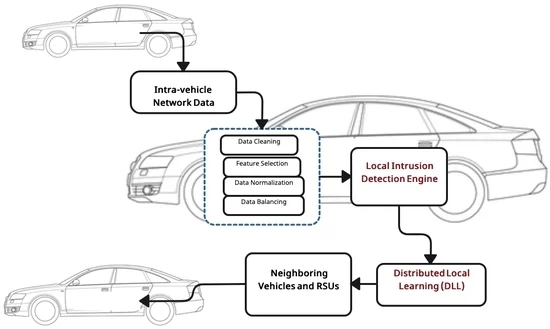 Intra-vehicle
Network Data
Data Cleaning
Feature Selection
Data Normalization
Data Balancing
Local Intrusion
Detection Engine
Distributed Local
Learning (DLL)
Neighboring
Vehicles and RSUs